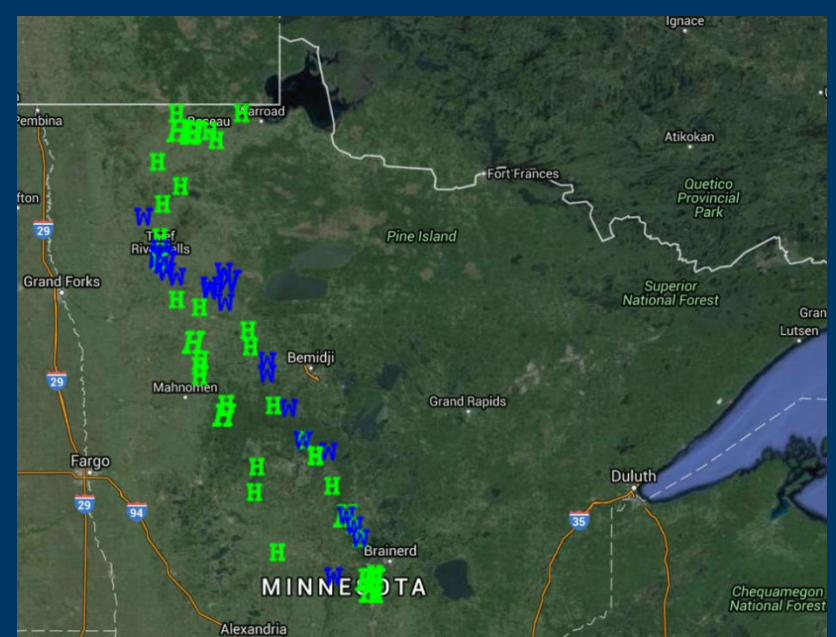 Ignace
Pembina
H
H
Warroad
H H H H
Roseau
H
Atikokan
H
Fort Frances
H
Quetico
Provincial
Park
fton
H
W
29
H
Thief
River Falls
Pine Island
W W W
W
W
W W
W
Grand Forks
Superior
National Forest
H
H
W
Gran
Lutsen
H
H
H
H
H
H
W
W
Bemidji
29
Mahnomen
H
H
H
W
Grand Rapids
W
W
H
Fargo
H
H
H
Duluth
29
94
W
W
W
35
H
Brainerd
W
H
H
MINNESOTA
Chequamegon
National Forest
Alexandria